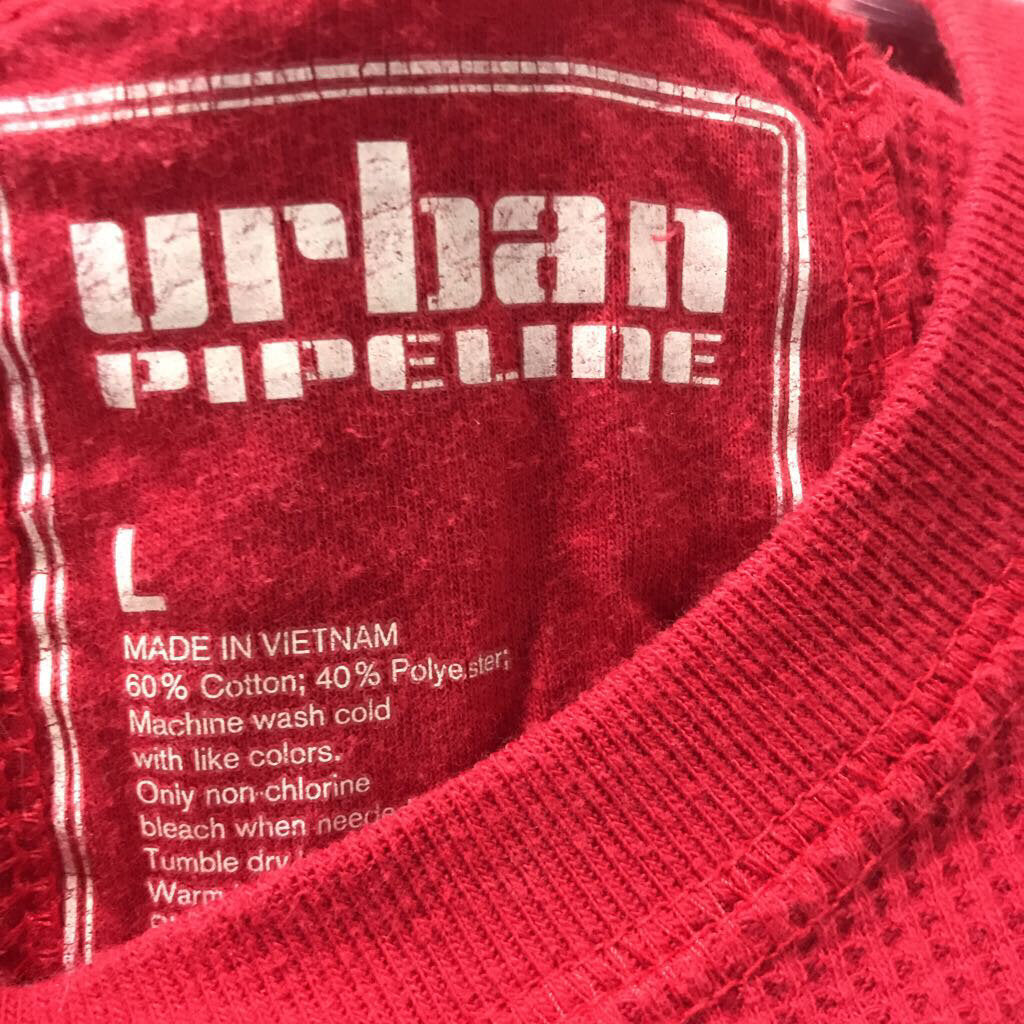 urban
PIPELINE
L
MADE IN VIETNAM
60% Cotton; 40% Polyester;
Machine wash cold
with like colors.
Only non-chlorine
bleach when
Tumble dry
Warm